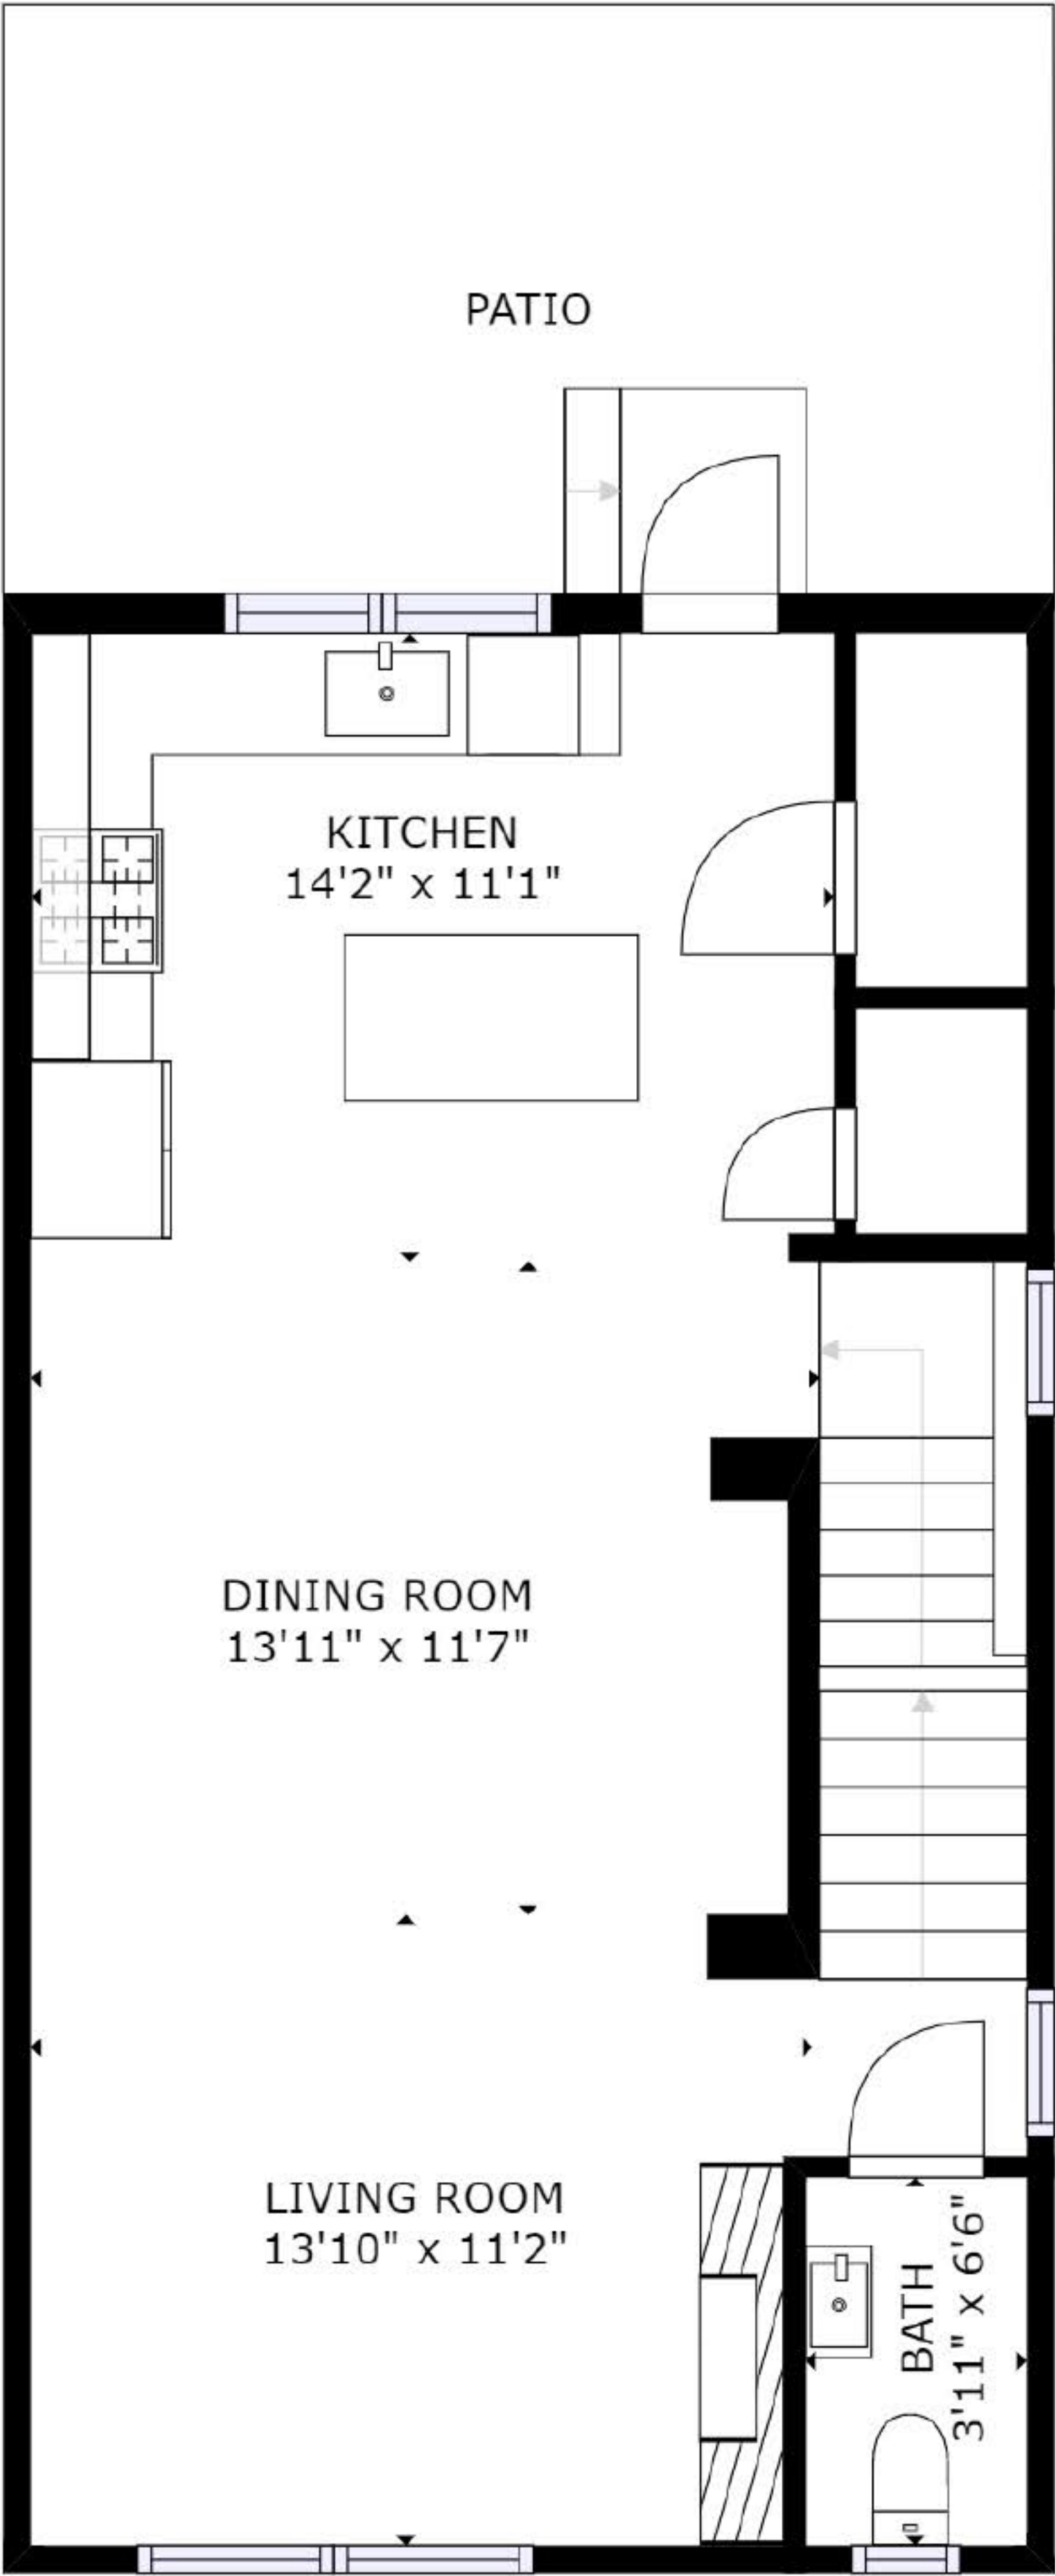 PATIO
KITCHEN
14'2" x 11'1"
DINING ROOM
13'11" x 11'7"
LIVING ROOM
13'10" x 11'2"
BATH
3'11" x 6'6"